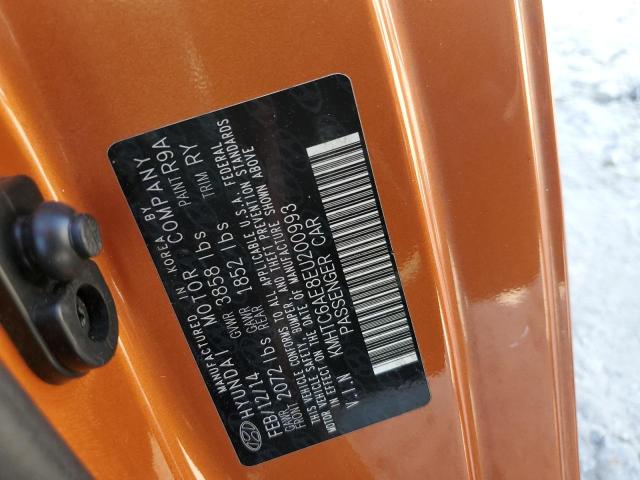 MANUFACTURED IN KOREA BY
HYUNDAI MOTOR COMPANY
FEB/12/14 GVWR 3858 lbs PAINT R9A
GAWR FRONT 2072 lbs GAWR REAR 1852 lbs TRIM RY
THIS VEHICLE CONFORMS TO ALL APPLICABLE U.S.A. FEDERAL
MOTOR VEHICLE SAFETY, BUMPER, AND THEFT PREVENTION STANDARDS
IN EFFECT ON THE DATE OF MANUFACTURE SHOWN ABOVE
V.I.N KMHTC6AE8EU200993
PASSENGER CAR